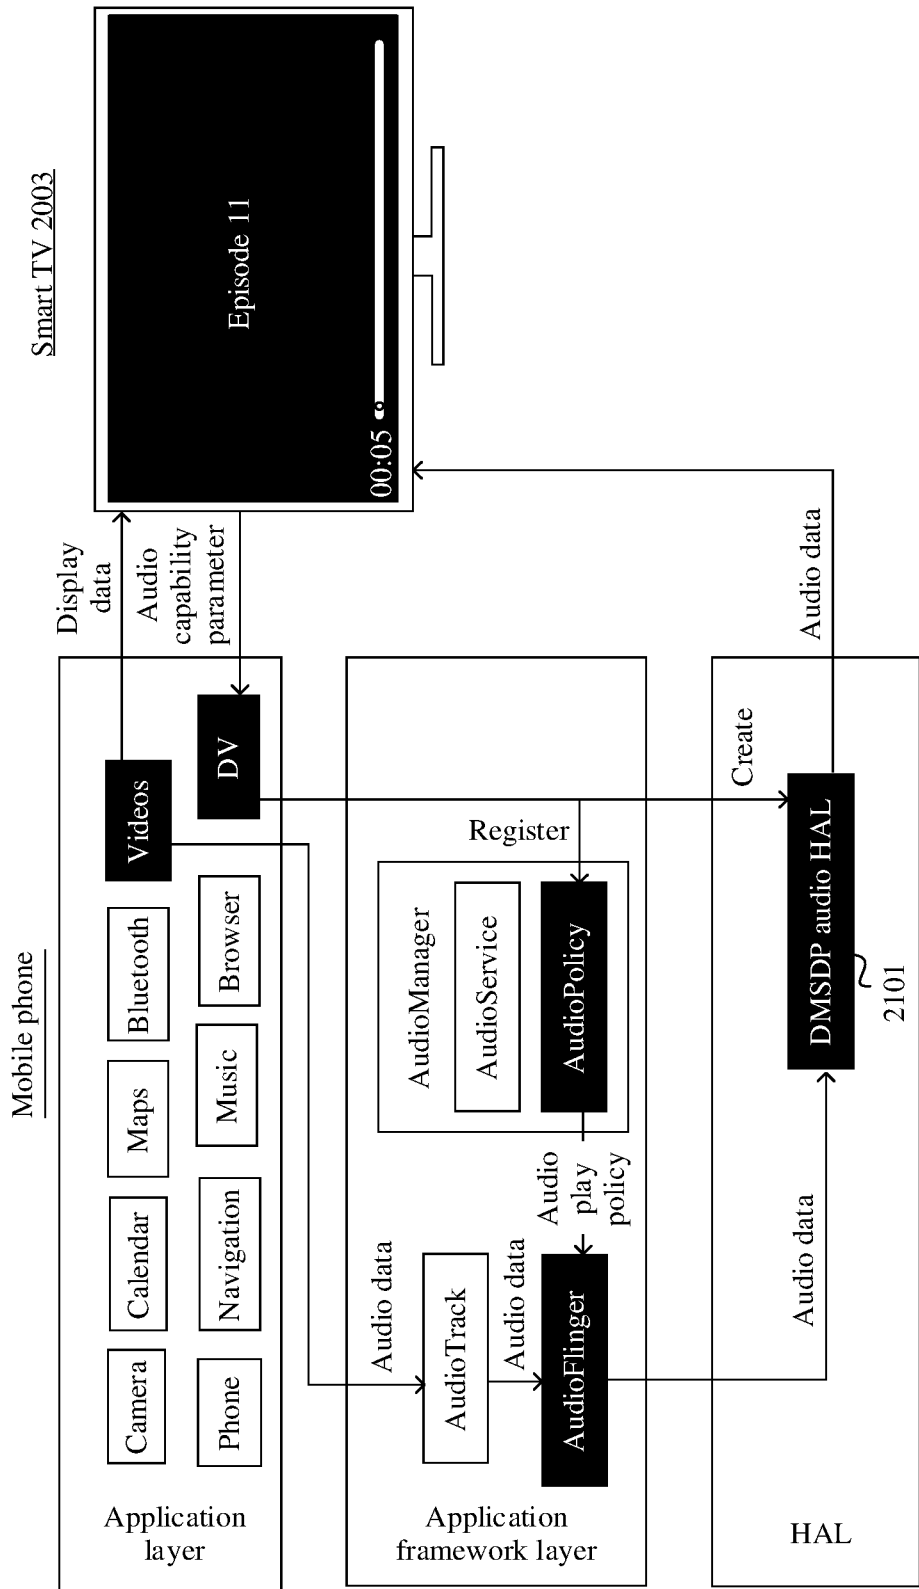 Mobile phone
Smart TV 2003
Application
layer
Camera
Calendar
Maps
Bluetooth
Videos
Phone
Navigation
Music
Browser
DV
Display
data
Audio
capability
parameter
Episode 11
00:05
Application
framework layer
Audio data
AudioTrack
Audio data
AudioFlinger
Audio
play
policy
AudioManager
AudioService
AudioPolicy
Register
Create
HAL
Audio data
DMSDP audio HAL
2101
Audio data